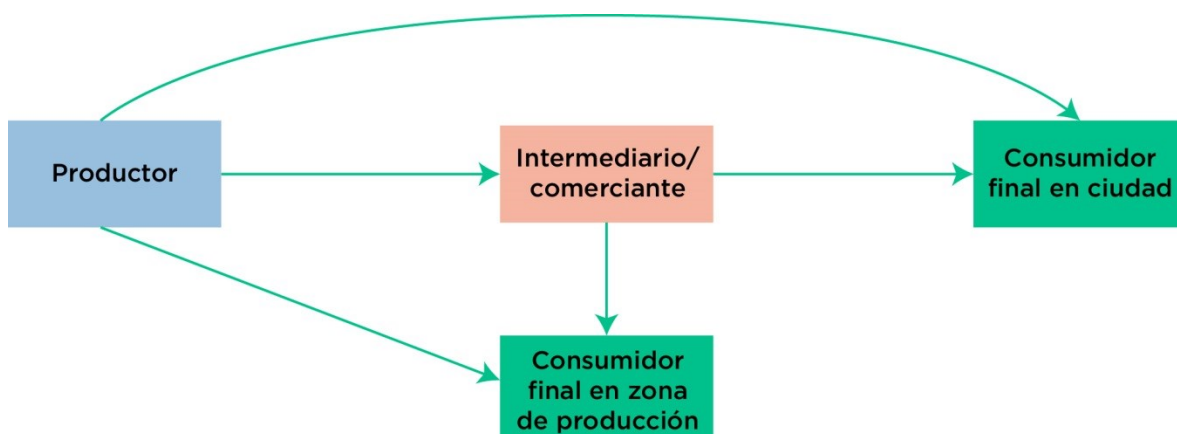 Productor
Intermediario/
comerciante
Consumidor
final en ciudad
Consumidor
final en zona
de producción